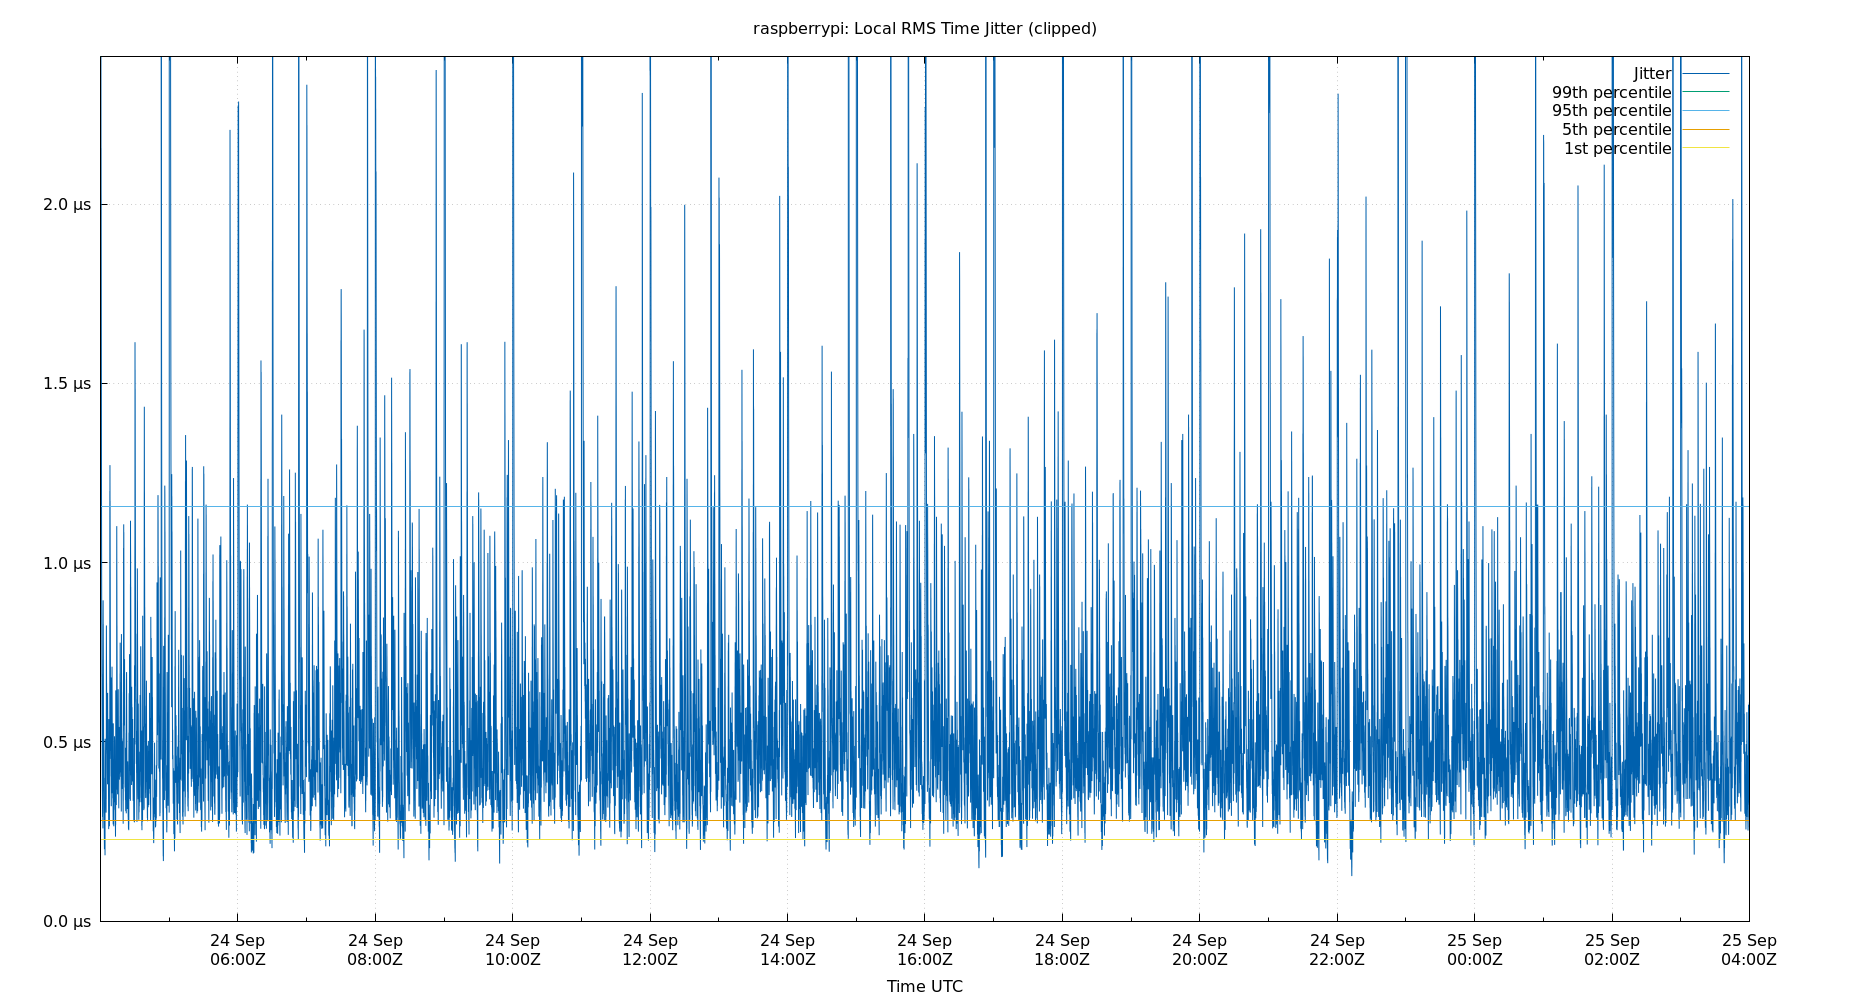 raspberrypi: Local RMS Time Jitter (clipped)
Jitter
99th percentile
95th percentile
5th percentile
1st percentile
2.0 µs
1.5 µs
1.0 µs
0.5 µs
0.0 µs
24 Sep 24 Sep 24 Sep 24 Sep 24 Sep 24 Sep 24 Sep 24 Sep 24 Sep 25 Sep 25 Sep 25 Sep
06:00Z 08:00Z 10:00Z 12:00Z 14:00Z 16:00Z 18:00Z 20:00Z 22:00Z 00:00Z 02:00Z 04:00Z
Time UTC